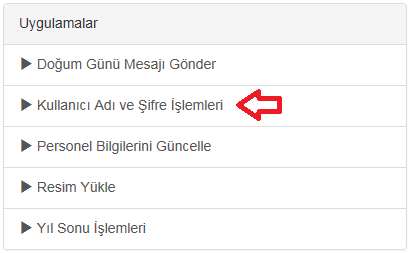 Uygulamalar
Doğum Günü Mesajı Gönder
Kullanıcı Adı ve Şifre İşlemleri
Personel Bilgilerini Güncelle
Resim Yükle
Yıl Sonu İşlemleri